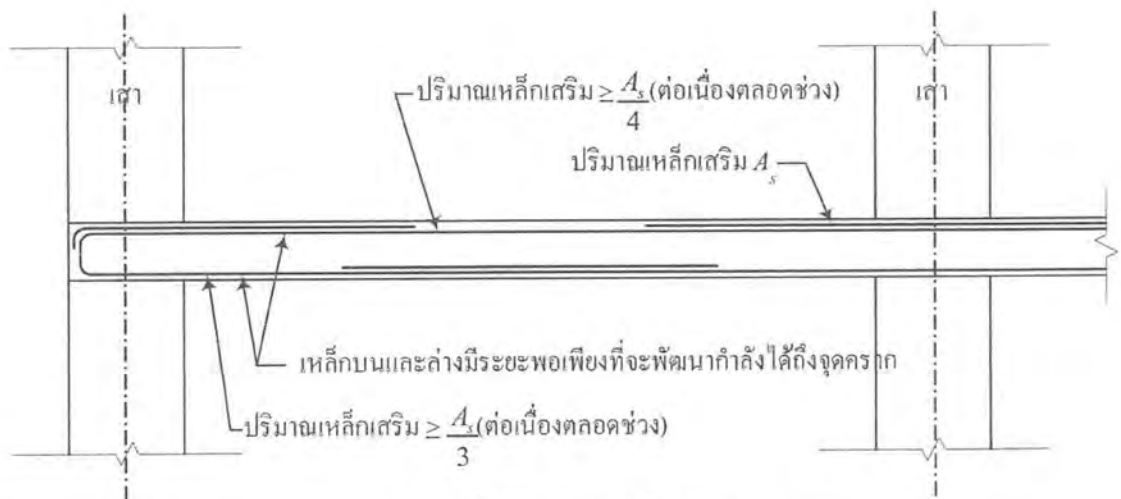 เสา
เสา
ปริมาณเหล็กเสริม ≥ A_s/4 (ต่อเนื่องตลอดช่วง)
ปริมาณเหล็กเสริม A_s
เหล็กบนและล่างมีระยะพอเพียงที่จะพัฒนากำลังได้ถึงจุดคราก
ปริมาณเหล็กเสริม ≥ A_s/3 (ต่อเนื่องตลอดช่วง)